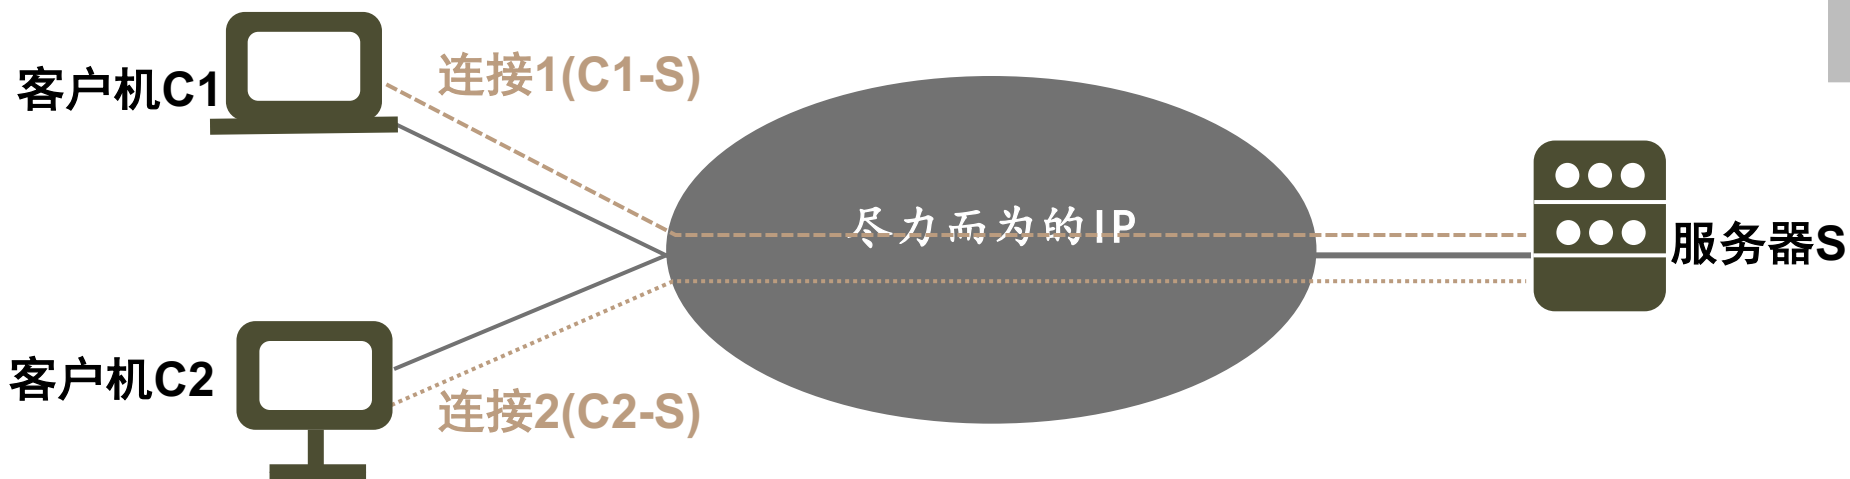 连接1(C1-S)
客户机C1
尽力而为的IP
服务器S
客户机C2
连接2(C2-S)